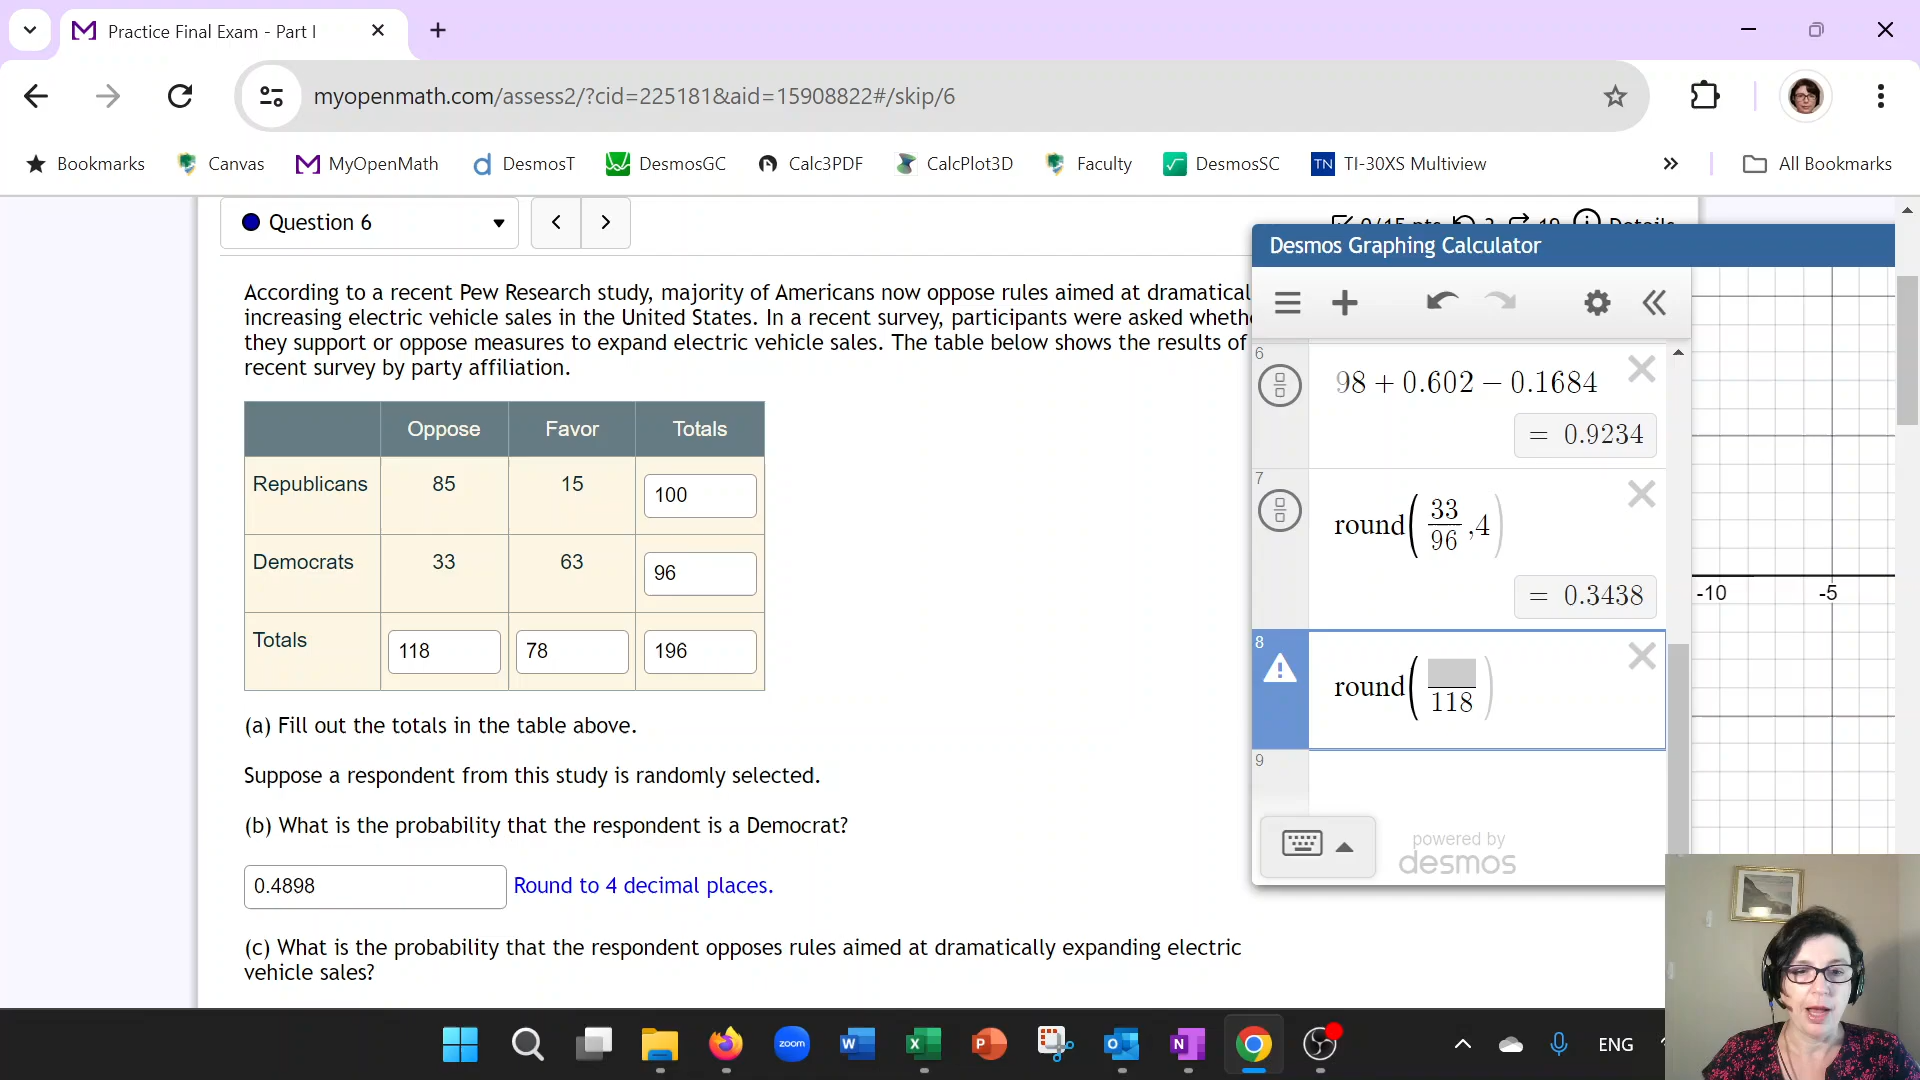 Practice Final Exam - Part I
myopenmath.com/assess2/?cid=225181&aid=15908822#/skip/6
Bookmarks Canvas MyOpenMath DesmosT DesmosGC Calc3PDF CalcPlot3D Faculty DesmosSC TN TI-30XS Multiview All Bookmarks
Question 6
Desmos Graphing Calculator
According to a recent Pew Research study, majority of Americans now oppose rules aimed at
increasing electric vehicle sales in the United States. In a recent survey, participants were asked
they support or oppose measures to expand electric vehicle sales. The table below shows the results of
recent survey by party affiliation.
Oppose Favor Totals
Republicans 85 15 100
Democrats 33 63 96
Totals 118 78 196
(a) Fill out the totals in the table above.
Suppose a respondent from this study is randomly selected.
(b) What is the probability that the respondent is a Democrat?
0.4898 Round to 4 decimal places.
(c) What is the probability that the respondent opposes rules aimed at dramatically expanding electric
vehicle sales?
6
98 + 0.602 − 0.1684
= 0.9234
7
round(33/96,4)
= 0.3438
8
round( /118)
9
powered by
desmos
-10 -5
zoom
ENG